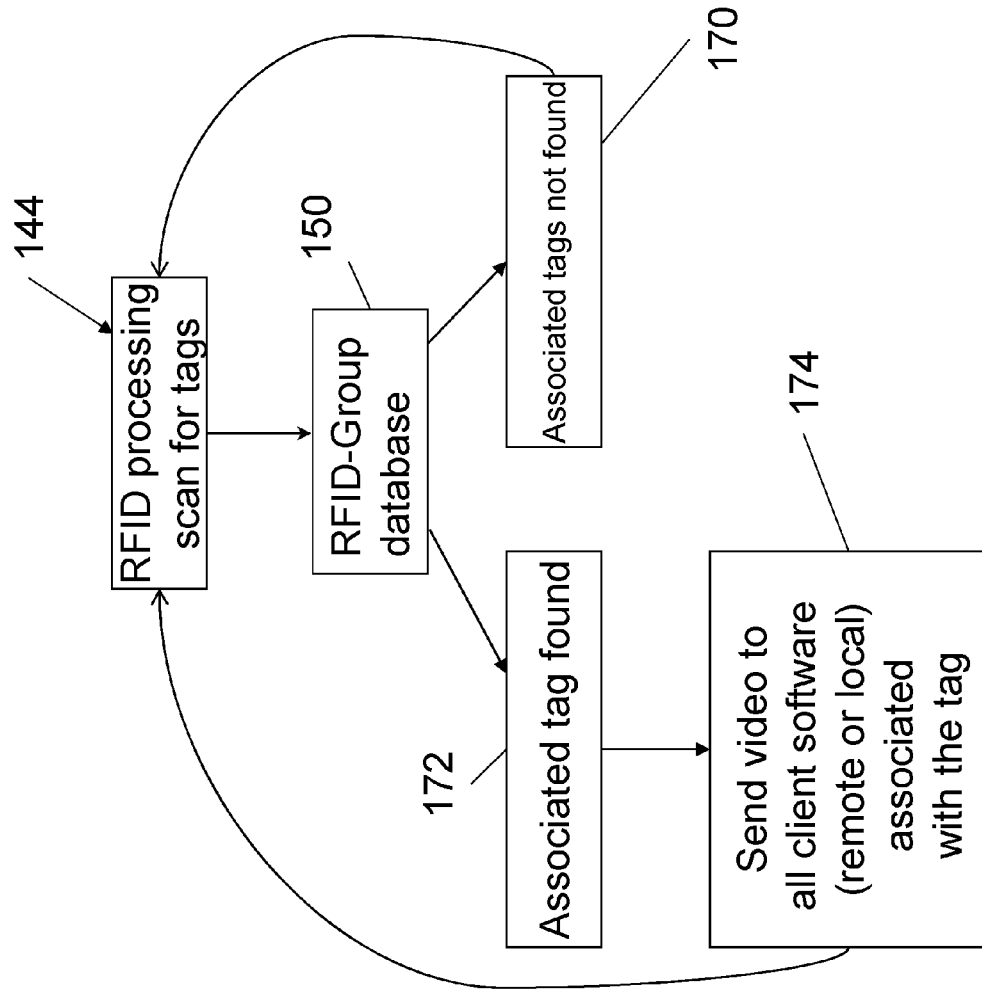 144
RFID processing
scan for tags
150
RFID-Group
database
172
Associated tag found
Associated tags not found
170
Send video to
all client software
(remote or local)
associated
with the tag
174